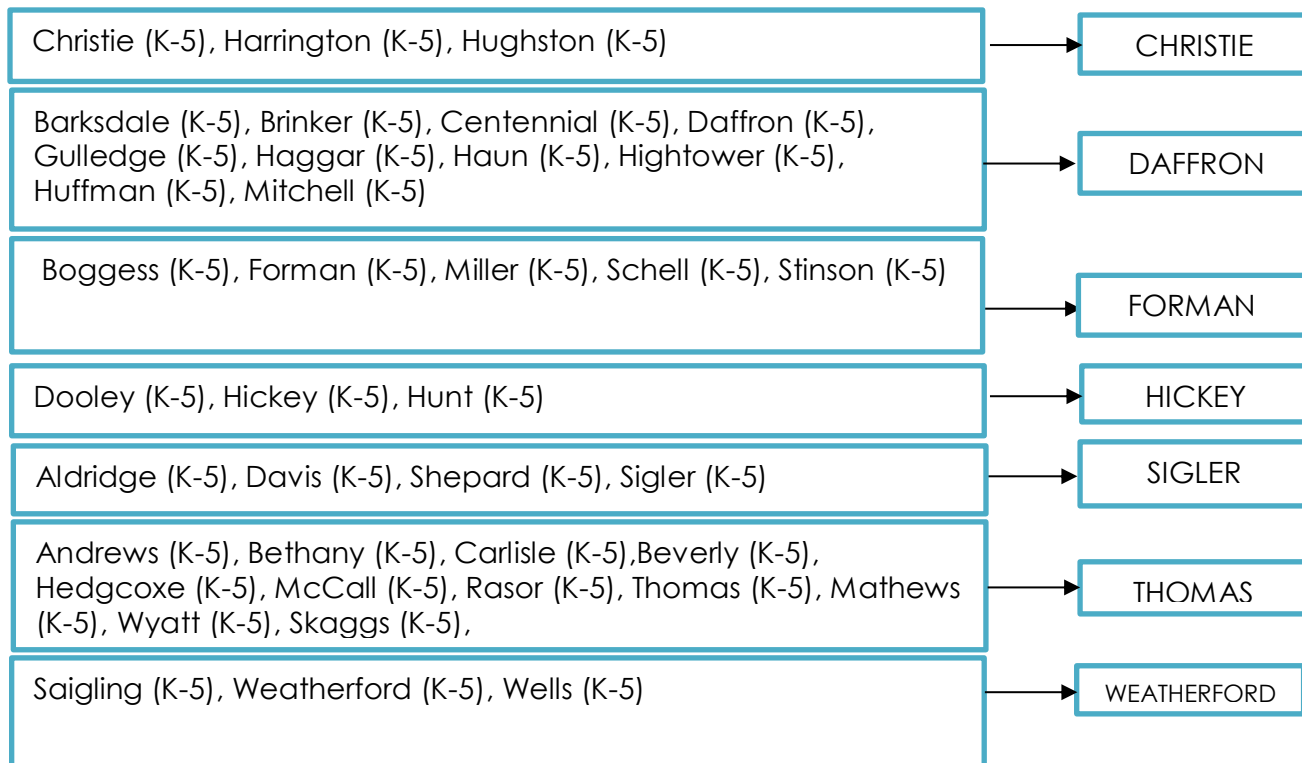 Christie (K-5), Harrington (K-5), Hughston (K-5)
CHRISTIE
Barksdale (K-5), Brinker (K-5), Centennial (K-5), Daffron (K-5),
Gulledge (K-5), Haggar (K-5), Haun (K-5), Hightower (K-5),
Huffman (K-5), Mitchell (K-5)
DAFFRON
Boggess (K-5), Forman (K-5), Miller (K-5), Schell (K-5), Stinson (K-5)
FORMAN
Dooley (K-5), Hickey (K-5), Hunt (K-5)
HICKEY
Aldridge (K-5), Davis (K-5), Shepard (K-5), Sigler (K-5)
SIGLER
Andrews (K-5), Bethany (K-5), Carlisle (K-5),Beverly (K-5),
Hedgcoxe (K-5), McCall (K-5), Rasor (K-5), Thomas (K-5), Mathews
(K-5), Wyatt (K-5), Skaggs (K-5),
THOMAS
Saigling (K-5), Weatherford (K-5), Wells (K-5)
WEATHERFORD